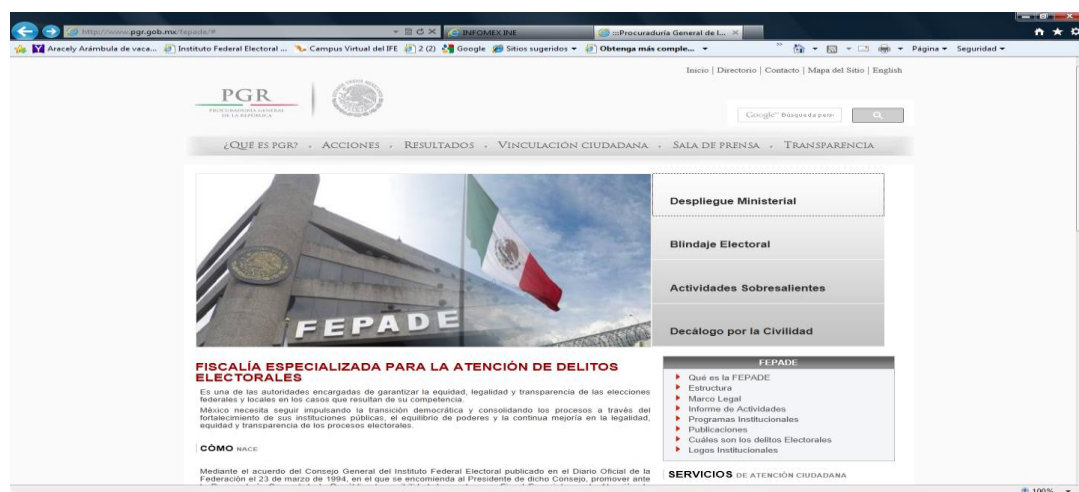 http://www.pgr.gob.mx/fepade/#
INFOMEX INE
:::Procuraduría General de l...
Aracely Arámbula de vaca...
Instituto Federal Electoral ...
Campus Virtual del IFE
2 (2)
Google
Sitios sugeridos
Obtenga más comple...
Página
Seguridad
Inicio | Directorio | Contacto | Mapa del Sitio | English
PGR
PROCURADURÍA GENERAL
DE LA REPÚBLICA
Google™ Búsqueda pers
¿QUÉ ES PGR? • ACCIONES • RESULTADOS • VINCULACIÓN CIUDADANA • SALA DE PRENSA • TRANSPARENCIA
FEPADE
Despliegue Ministerial
Blindaje Electoral
Actividades Sobresalientes
Decálogo por la Civilidad
FISCALÍA ESPECIALIZADA PARA LA ATENCIÓN DE DELITOS
ELECTORALES
Es una de las autoridades encargadas de garantizar la equidad, legalidad y transparencia de las elecciones
federales y locales en los casos que resultan de su competencia.
México necesita seguir impulsando la transición democrática y consolidando los procesos a través del
fortalecimiento de sus instituciones públicas, el equilibrio de poderes y la continua mejoría en la legalidad,
equidad y transparencia de los procesos electorales.
CÓMO NACE
Mediante el acuerdo del Consejo General del Instituto Federal Electoral publicado en el Diario Oficial de la
Federación el 23 de marzo de 1994, en el que se encomienda al Presidente de dicho Consejo, promover ante
FEPADE
Qué es la FEPADE
Estructura
Marco Legal
Informe de Actividades
Programas Institucionales
Publicaciones
Cuáles son los delitos Electorales
Logos Institucionales
SERVICIOS DE ATENCIÓN CIUDADANA
100%